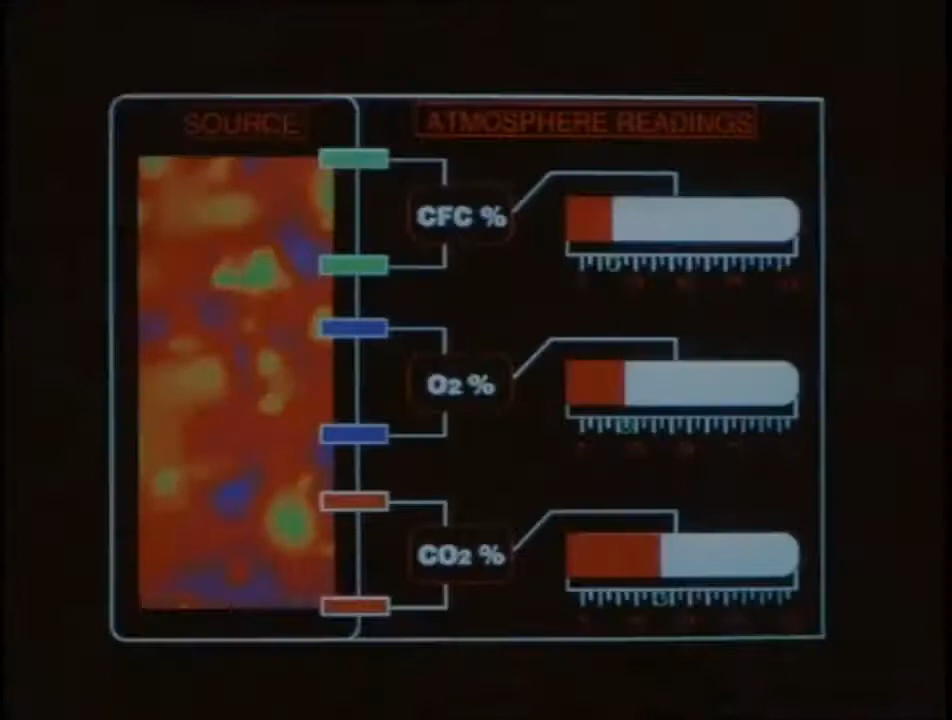 SOURCE
ATMOSPHERE READINGS
CFC %
O2 %
CO2 %